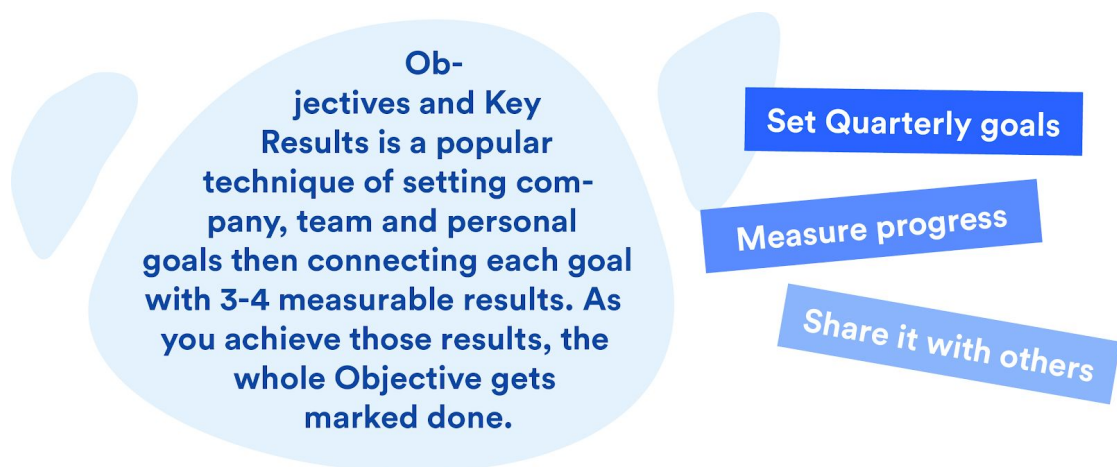 Ob-
jectives and Key
Results is a popular
technique of setting com-
pany, team and personal
goals then connecting each goal
with 3-4 measurable results. As
you achieve those results, the
whole Objective gets
marked done.
Set Quarterly goals
Measure progress
Share it with others